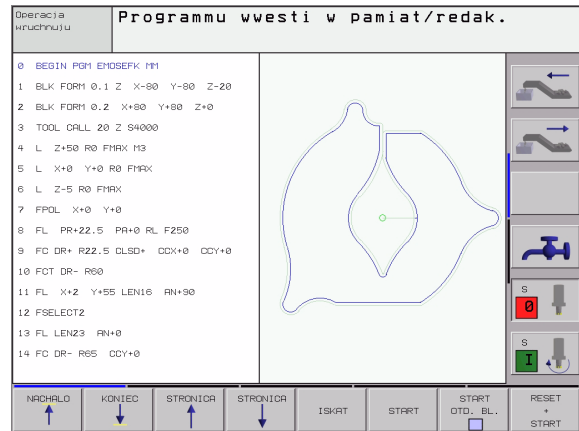 Operacja
wruchnuju
Programmu wwesti w pamiat/redak.
0 BEGIN PGM EMOSEFK MM
1 BLK FORM 0.1 Z X-80 Y-80 Z-20
2 BLK FORM 0.2 X+80 Y+80 Z+0
3 TOOL CALL 20 Z S4000
4 L Z+50 R0 FMAX M3
5 L X+0 Y+0 R0 FMAX
6 L Z-5 R0 FMAX
7 FPOL X+0 Y+0
8 FL PR+22.5 PA+0 RL F250
9 FC DR+ R22.5 CLSD+ CCX+0 CCY+0
10 FCT DR- R60
11 FL X+2 Y+55 LEN16 AN+90
12 FSELECT2
13 FL LEN23 AN+0
14 FC DR- R65 CCY+0
S
0
S
I
NACHALO
KONIEC
STRONICA
STRONICA
ISKAT
START
START
OTD. BL.
RESET
+
START